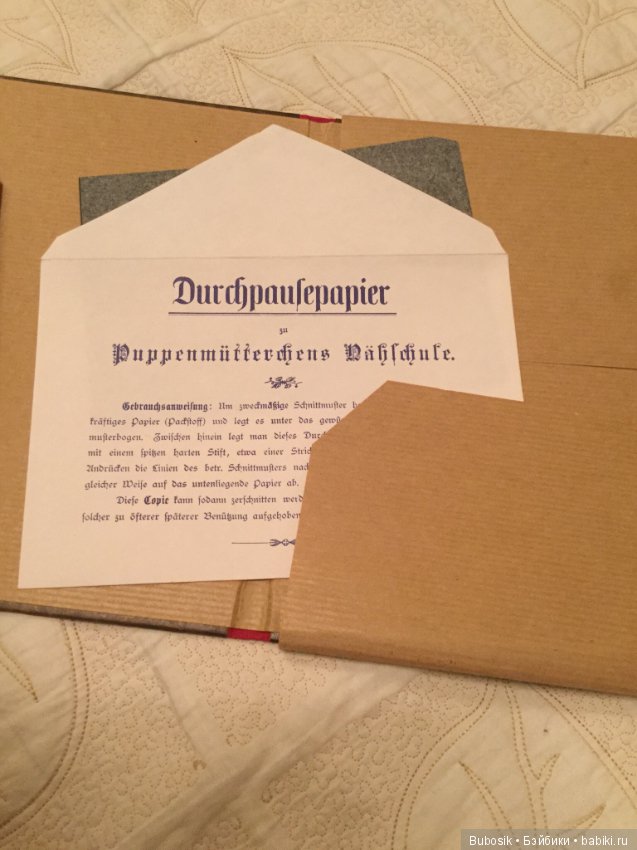 Durchpauſepapier
zu
Puppenmütterchens Nähſchule.
Gebrauchsanweiſung: Um zweckmäßige Schnittmuſter
kräftiges Papier (Packſtoff) und legt es unter das
muſterbogen. Zwiſchen hinein legt man dieſes
mit einem ſpitzen harten Stift, etwa einer
Andrücken die Linien des betr. Schnittmuſters
gleicher Weiſe auf das untenliegende Papier ab.
Dieſe Copie kann ſodann zerſchnitten
ſolcher zu öfterer ſpäterer Benützung aufgehoben
Bubosik • Бэйбики • babiki.ru